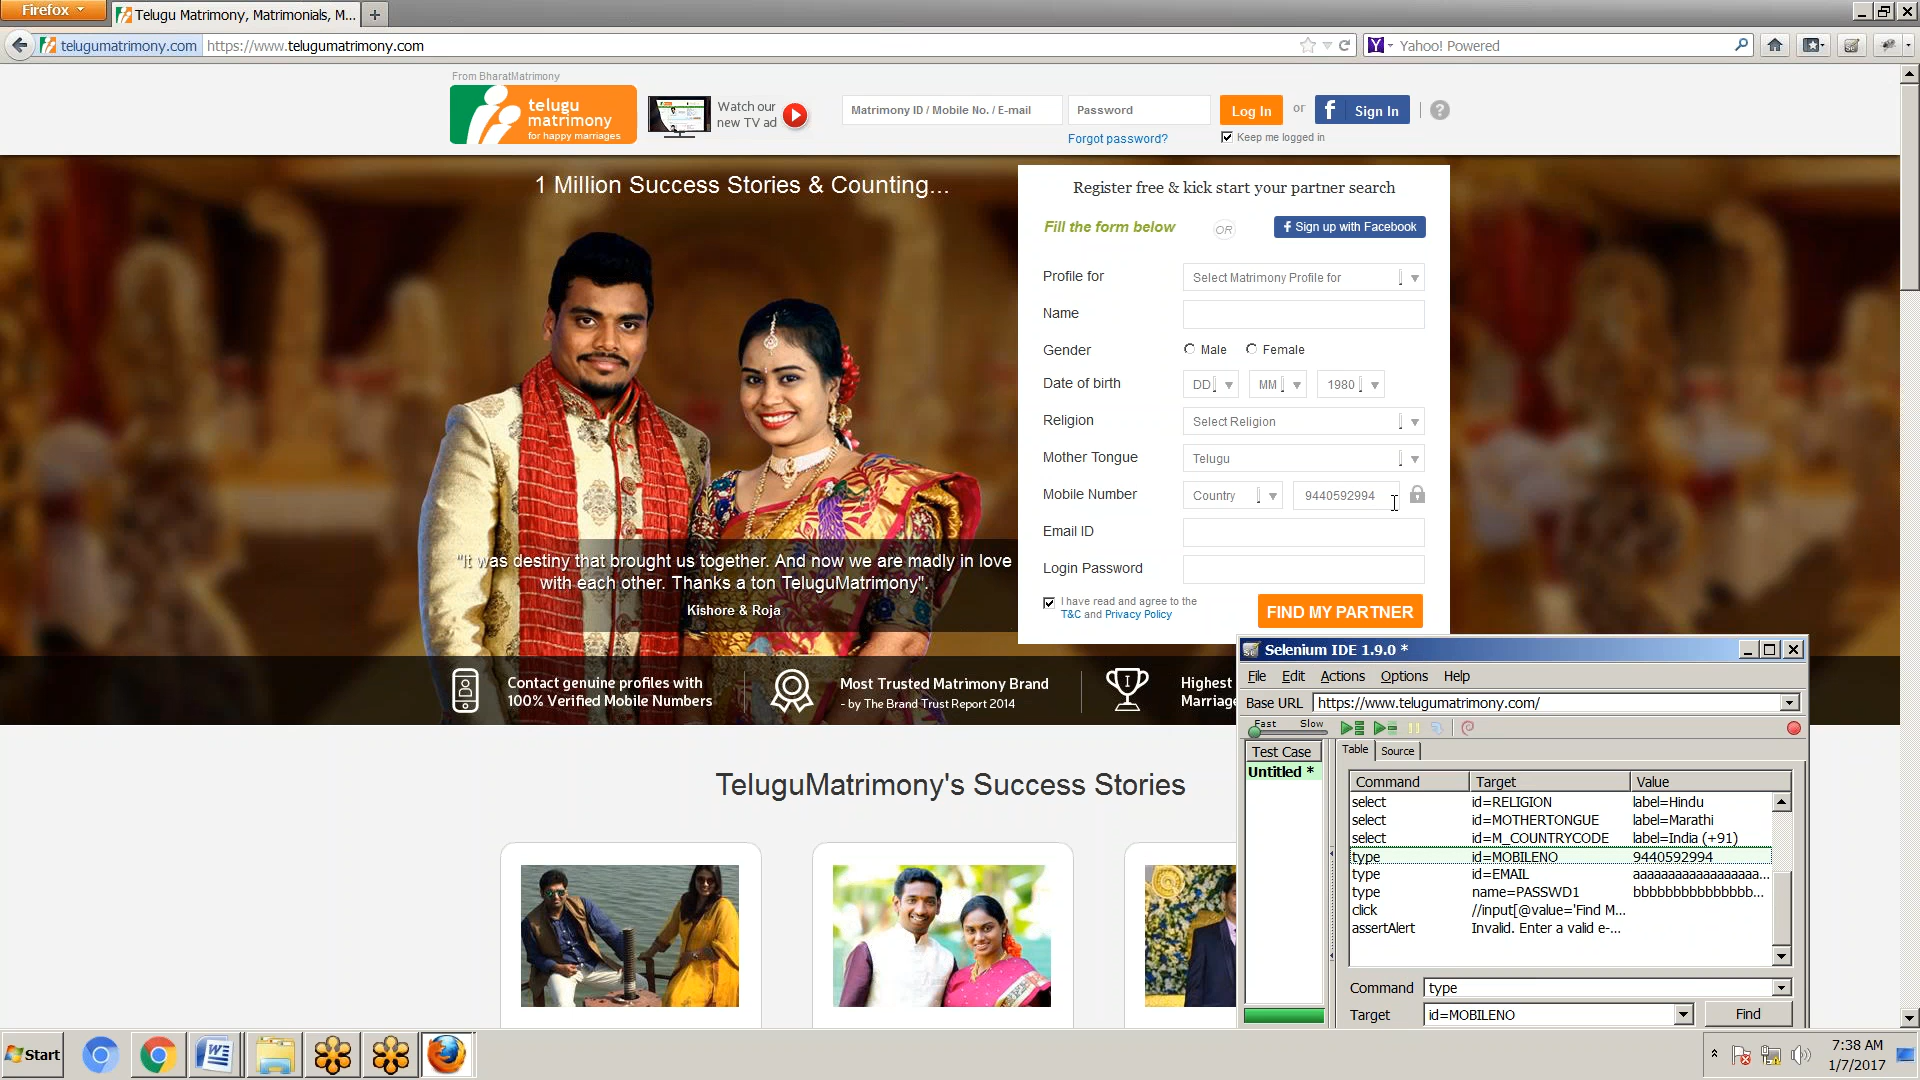 Firefox
Telugu Matrimony, Matrimonials, M...
telugumatrimony.com
https://www.telugumatrimony.com
Yahoo! Powered
From BharatMatrimony
telugu
matrimony
for happy marriages
Watch our
new TV ad
Matrimony ID / Mobile No. / E-mail
Password
Log In
or
f Sign In
?
Forgot password?
Keep me logged in
1 Million Success Stories & Counting...
Register free & kick start your partner search
Fill the form below
OR
f Sign up with Facebook
Profile for
Select Matrimony Profile for
Name
Gender
Male
Female
Date of birth
DD
MM
1980
Religion
Select Religion
Mother Tongue
Telugu
Mobile Number
Country
9440592994
Email ID
Login Password
I have read and agree to the
T&C and Privacy Policy
FIND MY PARTNER
"It was destiny that brought us together. And now we are madly in love
with each other. Thanks a ton TeluguMatrimony".
Kishore & Roja
Contact genuine profiles with
100% Verified Mobile Numbers
Most Trusted Matrimony Brand
- by The Brand Trust Report 2014
Highest
Marriage
TeluguMatrimony's Success Stories
Selenium IDE 1.9.0 *
File Edit Actions Options Help
Base URL https://www.telugumatrimony.com/
Fast Slow
Test Case
Untitled *
Table Source
Command Target Value
select id=RELIGION label=Hindu
select id=MOTHERTONGUE label=Marathi
select id=M_COUNTRYCODE label=India (+91)
type id=MOBILENO 9440592994
type id=EMAIL aaaaaaaaaaaaaaaaa...
type name=PASSWD1 bbbbbbbbbbbbbbb...
click //input[@value='Find M...
assertAlert Invalid. Enter a valid e-...
Command type
Target id=MOBILENO Find
Start
7:38 AM
1/7/2017